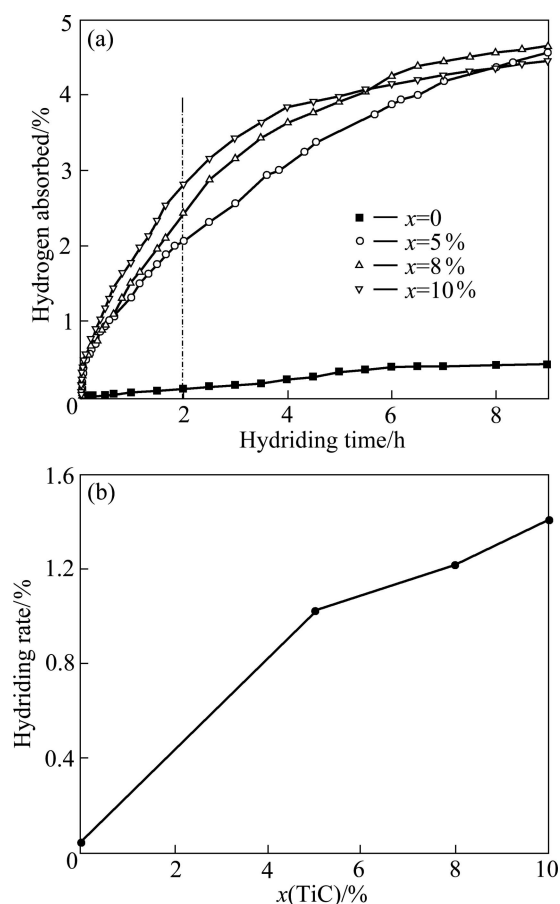 (a)
5
4
3
2
1
0
Hydrogen absorbed/%
x=0
x=5%
x=8%
x=10%
2 4 6 8
Hydriding time/h
(b)
1.6
1.2
0.8
0.4
0
Hydriding rate/%
2 4 6 8 10
x(TiC)/%